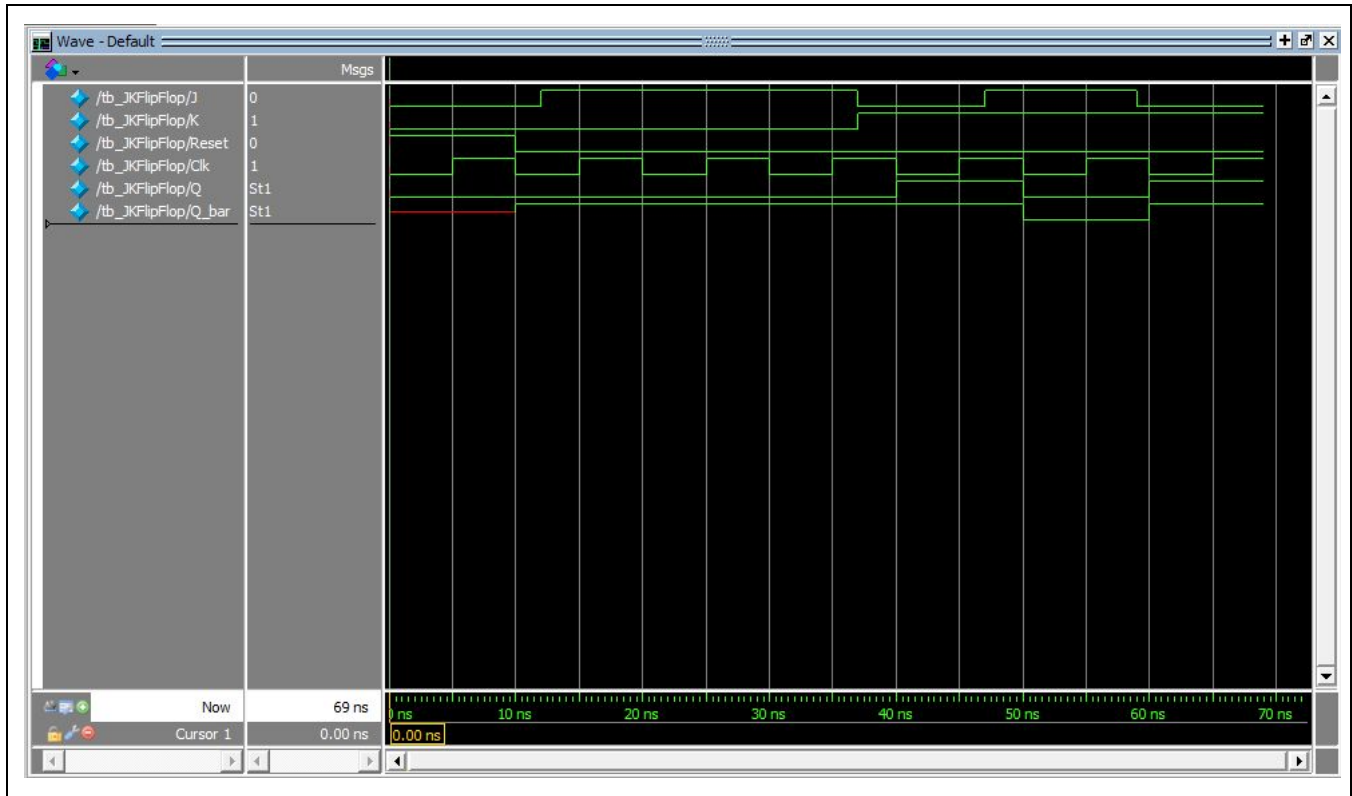 Wave - Default
Msgs
/tb_JKFlipFlop/J 0
/tb_JKFlipFlop/K 1
/tb_JKFlipFlop/Reset 0
/tb_JKFlipFlop/Clk 1
/tb_JKFlipFlop/Q St1
/tb_JKFlipFlop/Q_bar St1
Now 69 ns
0 ns 10 ns 20 ns 30 ns 40 ns 50 ns 60 ns 70 ns
Cursor 1 0.00 ns 0.00 ns